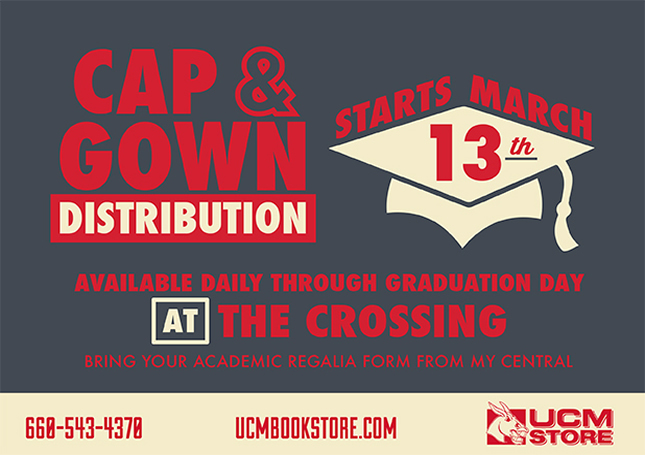 CAP &
GOWN
DISTRIBUTION
STARTS MARCH
13th
AVAILABLE DAILY THROUGH GRADUATION DAY
AT THE CROSSING
BRING YOUR ACADEMIC REGALIA FORM FROM MY CENTRAL
660-543-4370
UCMBOOKSTORE.COM
UCM
STORE